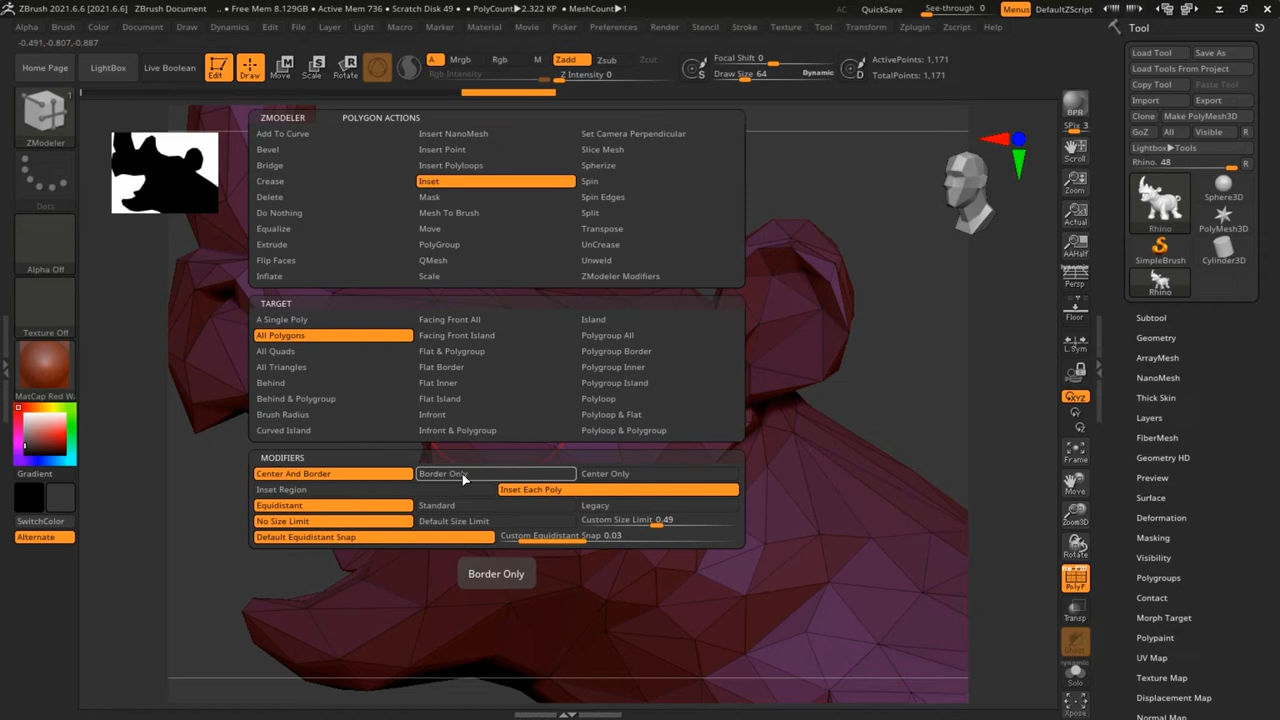 ZBrush 2021.6.6 [2021.6.6] ZBrush Document .. • Free Mem 8.129GB • Active Mem 736 • Scratch Disk 49 • PolyCount▸2.322 KP • MeshCount▸1
AC QuickSave See-through 0 Menus DefaultZScript
Alpha Brush Color Document Draw Dynamics Edit File Layer Light Macro Marker Material Movie Picker Preferences Render Stencil Stroke Texture Tool Transform Zplugin Zscript Help
-0.491,-0.807,-0.887
Home Page LightBox Live Boolean Edit Draw Move Scale Rotate
A Mrgb Rgb M Zadd Zsub Zcut
Rgb Intensity Z Intensity 0
S Focal Shift 0
Draw Size 64 Dynamic
D ActivePoints: 1,171
TotalPoints: 1,171
1
ZModeler
Dots
Alpha Off
Texture Off
MatCap Red Wa
Gradient
SwitchColor
Alternate
ZMODELER POLYGON ACTIONS
Add To Curve Insert NanoMesh Set Camera Perpendicular
Bevel Insert Point Slice Mesh
Bridge Insert Polyloops Spherize
Crease Inset Spin
Delete Mask Spin Edges
Do Nothing Mesh To Brush Split
Equalize Move Transpose
Extrude PolyGroup UnCrease
Flip Faces QMesh Unweld
Inflate Scale ZModeler Modifiers
TARGET
A Single Poly Facing Front All Island
All Polygons Facing Front Island Polygroup All
All Quads Flat & Polygroup Polygroup Border
All Triangles Flat Border Polygroup Inner
Behind Flat Inner Polygroup Island
Behind & Polygroup Flat Island Polyloop
Brush Radius Infront Polyloop & Flat
Curved Island Infront & Polygroup Polyloop & Polygroup
MODIFIERS
Center And Border Border Only Center Only
Inset Region Inset Each Poly
Equidistant Standard Legacy
No Size Limit Default Size Limit Custom Size Limit 0.49
Default Equidistant Snap Custom Equidistant Snap 0.03
Border Only
BPR
SPix 3
Scroll
Zoom
Actual
AAHalf
Dynamic
Persp
Floor
L.Sym
XYZ
Y
Z
Frame
Move
Zoom3D
Rotate
PolyF
Transp
Ghost
Dynamic
Solo
Xpose
Tool
Load Tool Save As
Load Tools From Project
Copy Tool Paste Tool
Import Export
Clone Make PolyMesh3D
GoZ All Visible R
Lightbox▸Tools
Rhino. 48 R
Rhino Sphere3D
PolyMesh3D
SimpleBrush Cylinder3D
Rhino
Subtool
Geometry
ArrayMesh
NanoMesh
Thick Skin
Layers
FiberMesh
Geometry HD
Preview
Surface
Deformation
Masking
Visibility
Polygroups
Contact
Morph Target
Polypaint
UV Map
Texture Map
Displacement Map
Normal Map